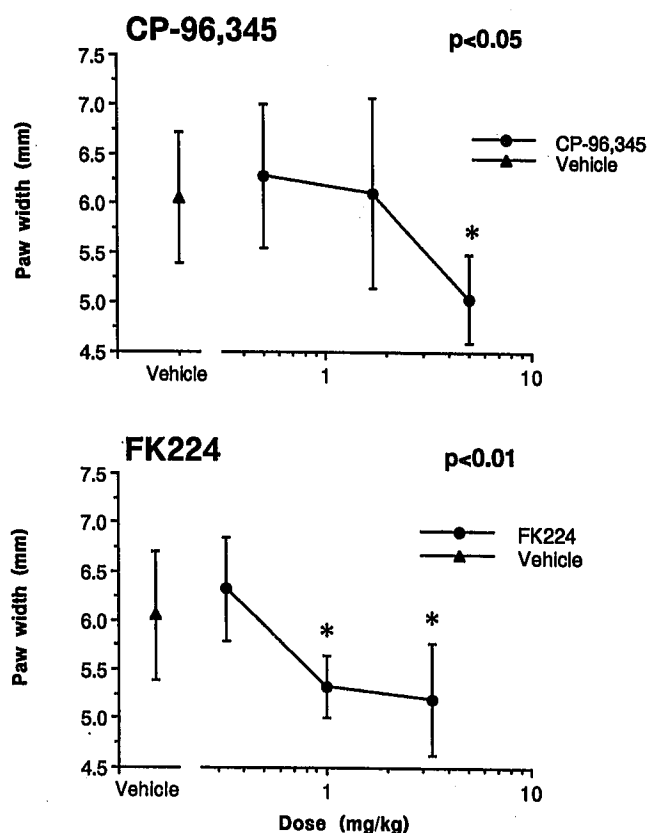 CP-96,345
p<0.05
7.5
7.0
6.5
6.0
5.5
5.0
4.5
Paw width (mm)
CP-96,345
Vehicle
*
Vehicle
1
10
FK224
p<0.01
7.5
7.0
6.5
6.0
5.5
5.0
4.5
Paw width (mm)
FK224
Vehicle
*
*
Vehicle
1
10
Dose (mg/kg)